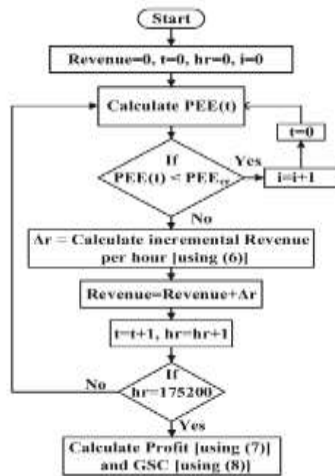 Start
Revenue=0, t=0, hr=0, i=0
Calculate PEE(t)
t=0
If
PEE(t) < PEEcr
Yes
i=i+1
No
Δr = Calculate incremental Revenue
per hour [using (6)]
Revenue=Revenue+Δr
t=t+1, hr=hr+1
If
hr=175200
No
Yes
Calculate Profit [using (7)]
and GSC [using (8)]